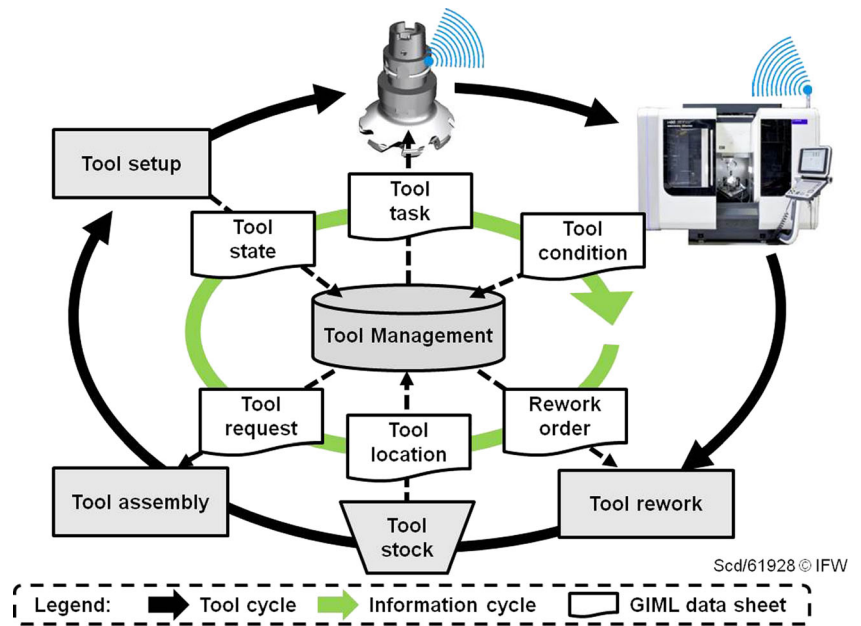 Tool setup
Tool
task
Tool
state
Tool
condition
Tool Management
Tool
request
Tool
location
Rework
order
Tool assembly
Tool
stock
Tool rework
Scd/61928 © IFW
Legend:
Tool cycle
Information cycle
GIML data sheet